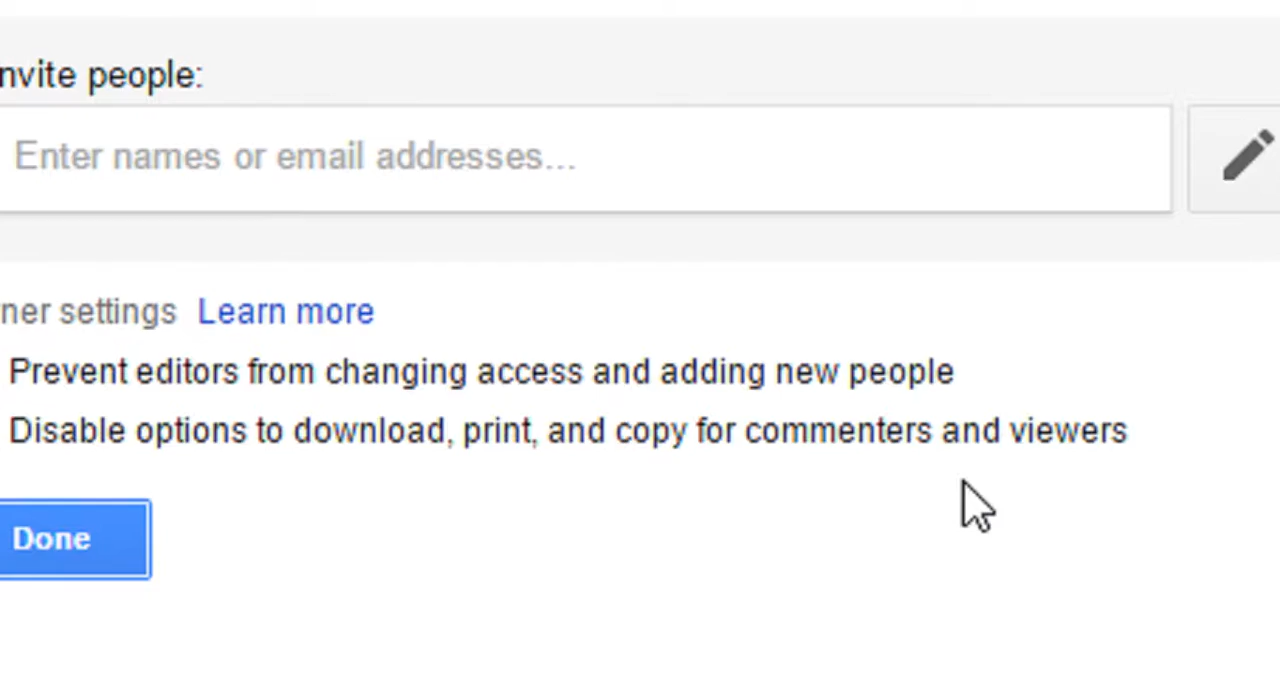 nvite people:
Enter names or email addresses...
ner settings Learn more
Prevent editors from changing access and adding new people
Disable options to download, print, and copy for commenters and viewers
Done